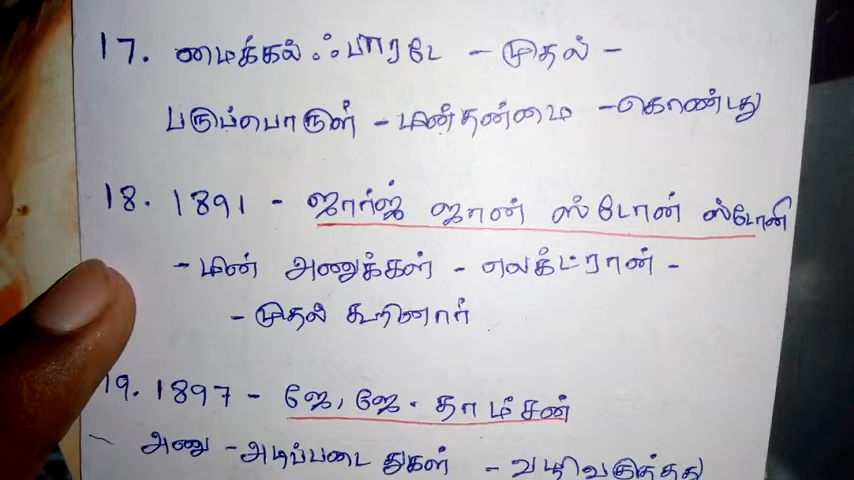 17. மைக்கல் ஃபாரடே - முதல் -
பருப்பொருள் - மின்தன்மை - கொண்டது
18. 1891 - ஜார்ஜ் ஜான் ஸ்டோன் ஸ்டோனி
- மின் அணுக்கள் - எலக்ட்ரான் -
- முதல் கூறினார்
19. 1897 - ஜே, ஜே. தாம்சன்
அணு - அடிப்படை துகள் - வழிவகுத்தது